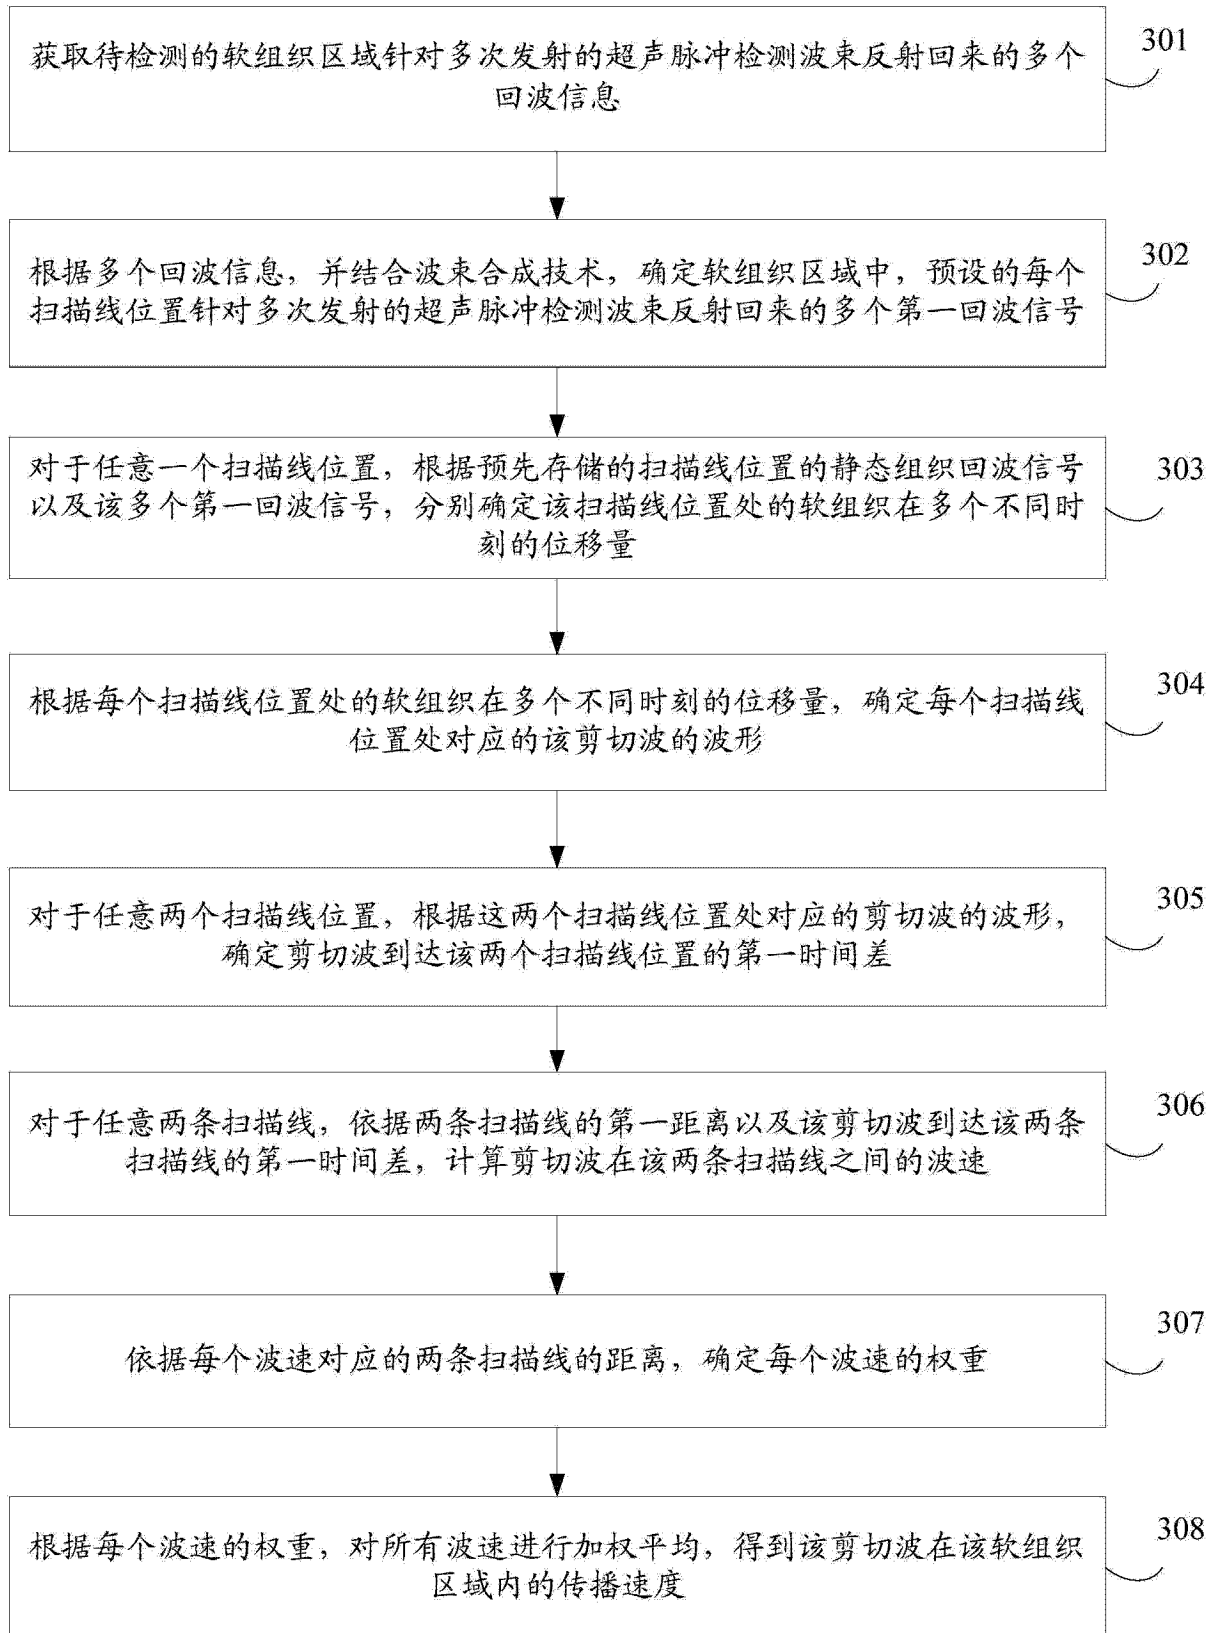 获取待检测的软组织区域针对多次发射的超声脉冲检测波束反射回来的多个
回波信息
301
根据多个回波信息，并结合波束合成技术，确定软组织区域中，预设的每个
扫描线位置针对多次发射的超声脉冲检测波束反射回来的多个第一回波信号
302
对于任意一个扫描线位置，根据预先存储的扫描线位置的静态组织回波信号
以及该多个第一回波信号，分别确定该扫描线位置处的软组织在多个不同时
刻的位移量
303
根据每个扫描线位置处的软组织在多个不同时刻的位移量，确定每个扫描线
位置处对应的该剪切波的波形
304
对于任意两个扫描线位置，根据这两个扫描线位置处对应的剪切波的波形，
确定剪切波到达该两个扫描线位置的第一时间差
305
对于任意两条扫描线，依据两条扫描线的第一距离以及该剪切波到达该两条
扫描线的第一时间差，计算剪切波在该两条扫描线之间的波速
306
依据每个波速对应的两条扫描线的距离，确定每个波速的权重
307
根据每个波速的权重，对所有波速进行加权平均，得到该剪切波在该软组织
区域内的传播速度
308